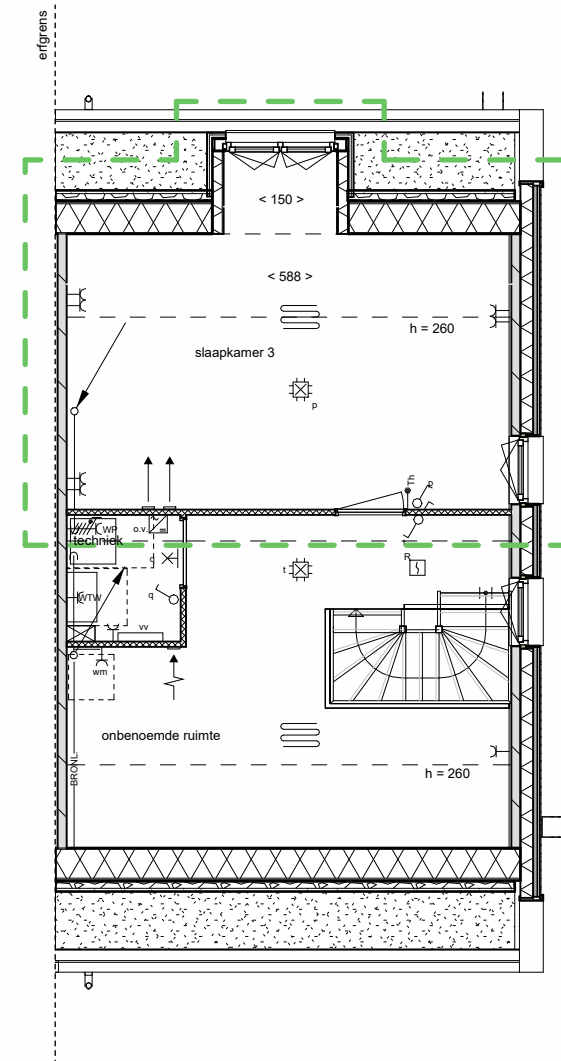 erfgrens
< 150 >
< 588 >
h = 260
slaapkamer 3
p
Th
p
WP
o.v.
techniek
d
t
R
WTW
q
vv
wm
onbenoemde ruimte
BRONL.
h = 260